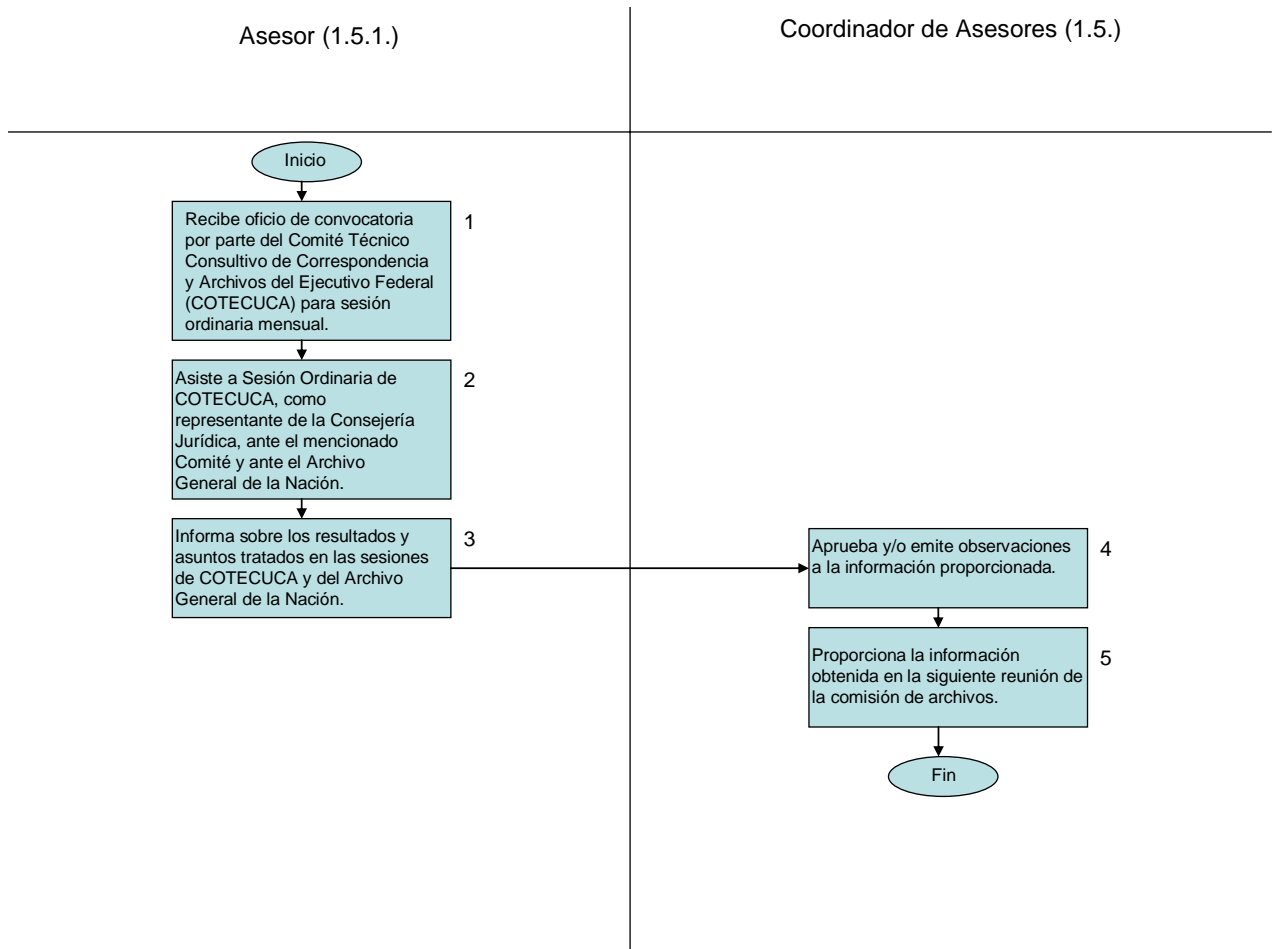 Asesor (1.5.1.)
Coordinador de Asesores (1.5.)
Inicio
Recibe oficio de convocatoria
por parte del Comité Técnico
Consultivo de Correspondencia
y Archivos del Ejecutivo Federal
(COTECUCA) para sesión
ordinaria mensual.
1
Asiste a Sesión Ordinaria de
COTECUCA, como
representante de la Consejería
Jurídica, ante el mencionado
Comité y ante el Archivo
General de la Nación.
2
Informa sobre los resultados y
asuntos tratados en las sesiones
de COTECUCA y del Archivo
General de la Nación.
3
Aprueba y/o emite observaciones
a la información proporcionada.
4
Proporciona la información
obtenida en la siguiente reunión de
la comisión de archivos.
5
Fin